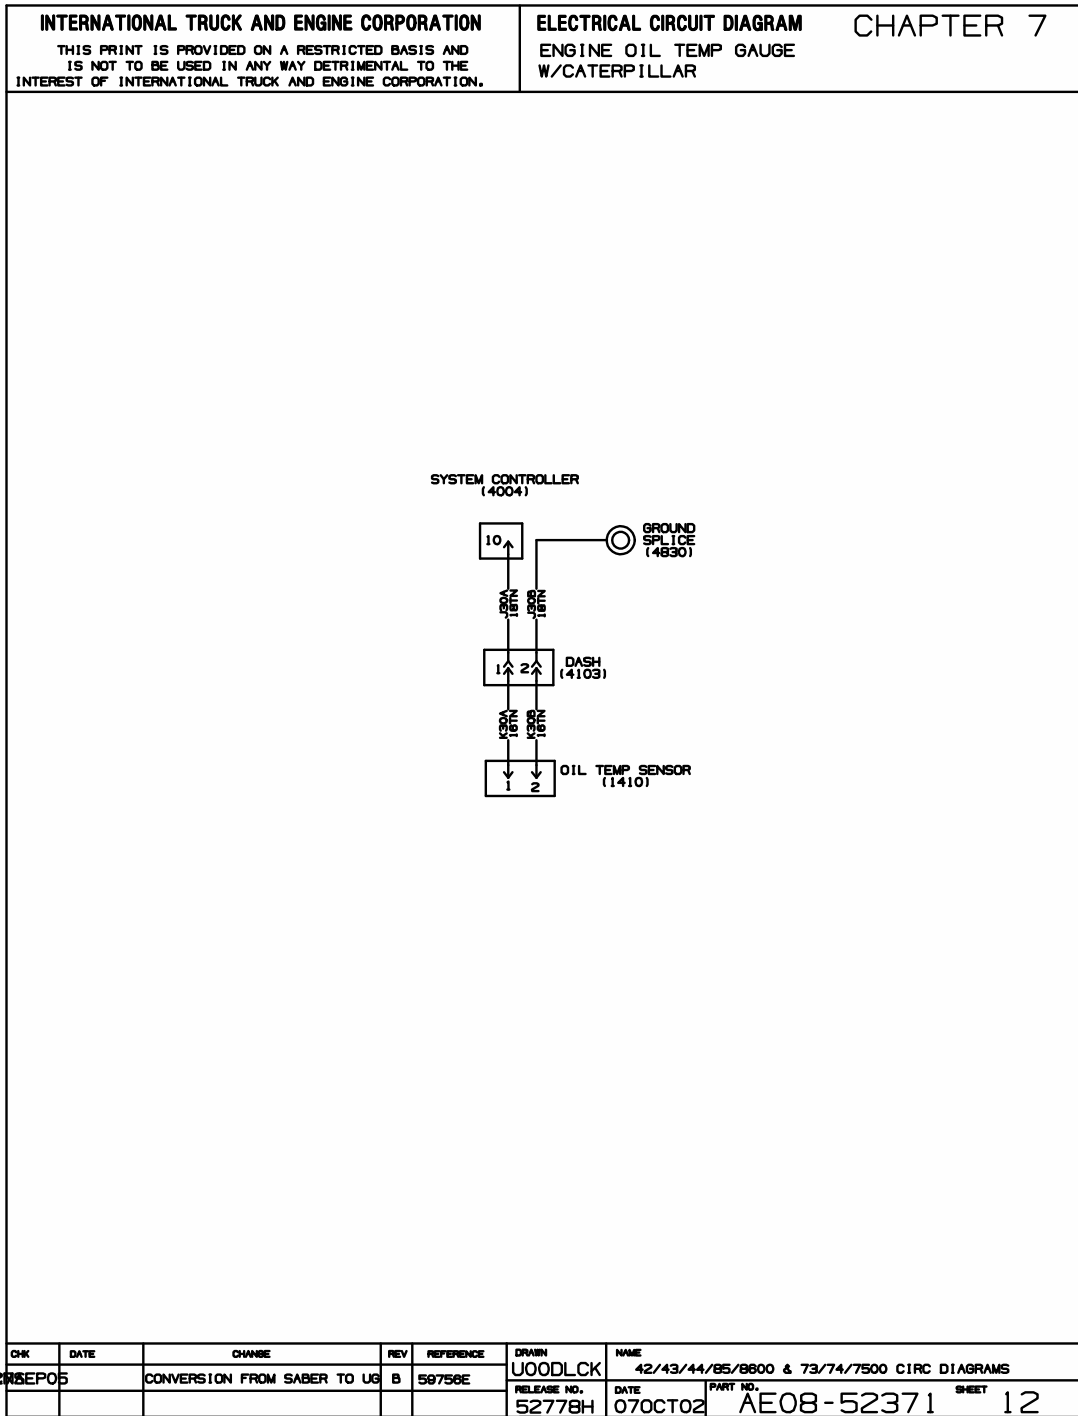 INTERNATIONAL TRUCK AND ENGINE CORPORATION
THIS PRINT IS PROVIDED ON A RESTRICTED BASIS AND
IS NOT TO BE USED IN ANY WAY DETRIMENTAL TO THE
INTEREST OF INTERNATIONAL TRUCK AND ENGINE CORPORATION.
ELECTRICAL CIRCUIT DIAGRAM
ENGINE OIL TEMP GAUGE
W/CATERPILLAR
CHAPTER 7
SYSTEM CONTROLLER
(4004)
10
GROUND
SPLICE
(4830)
J30A
18TN
J30B
18TN
1 2
DASH
(4103)
K30A
16TN
K30B
16TN
OIL TEMP SENSOR
(1410)
1 2
CHK DATE CHANGE REV REFERENCE
CONVERSION FROM SABER TO UG B 59756E
DRAWN
U00DLCK
NAME
42/43/44/85/8600 & 73/74/7500 CIRC DIAGRAMS
RELEASE NO.
52778H
DATE
07OCT02
PART NO.
AE08-52371
SHEET
12